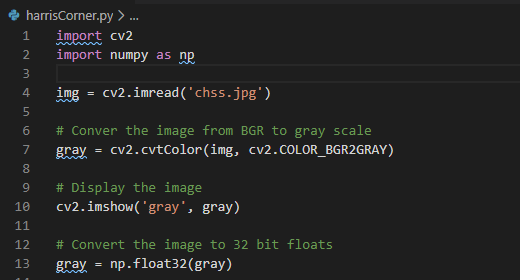 harrisCorner.py > ...
1 import cv2
2 import numpy as np
3
4 img = cv2.imread('chss.jpg')
5
6 # Conver the image from BGR to gray scale
7 gray = cv2.cvtColor(img, cv2.COLOR_BGR2GRAY)
8
9 # Display the image
10 cv2.imshow('gray', gray)
11
12 # Convert the image to 32 bit floats
13 gray = np.float32(gray)